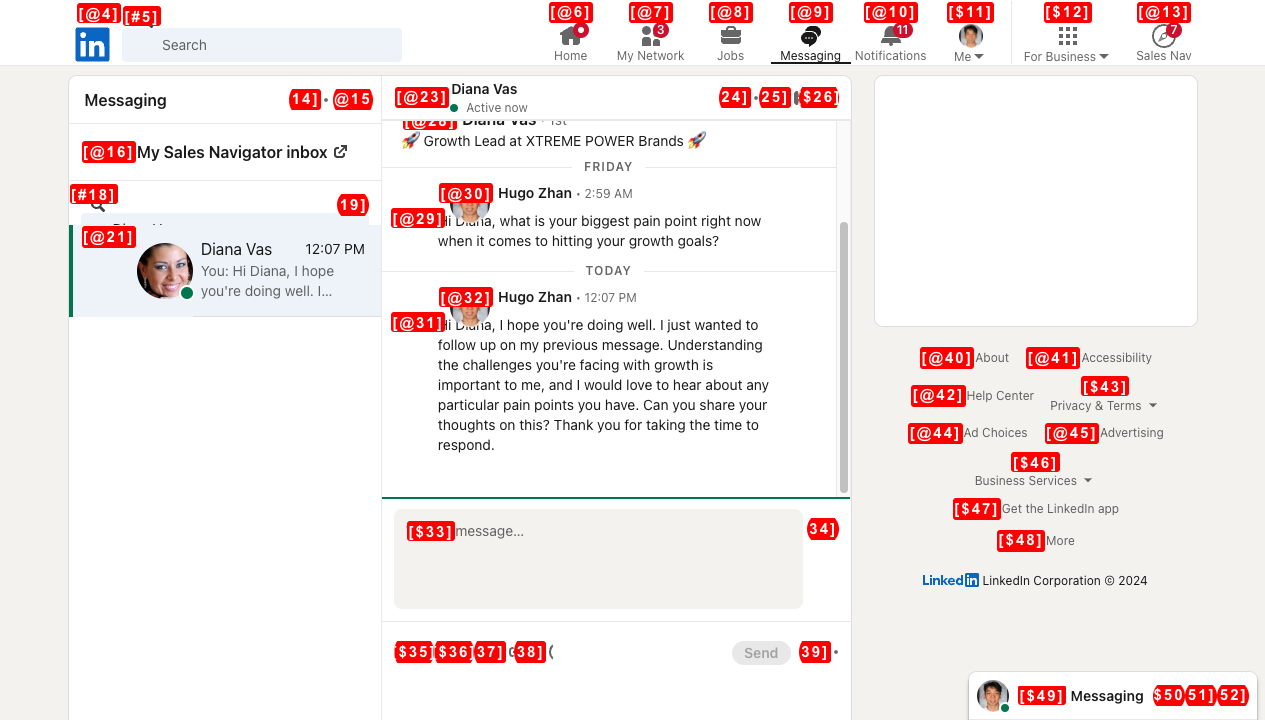 [@4] [#5] [@6] [@7] [@8] [@9] [@10] [$11] [$12] [@13]
in Search 3 11 7
Home My Network Jobs Messaging Notifications Me For Business Sales Nav
Messaging 14] @15
[@16] My Sales Navigator inbox
[#18]
19]
[@21]
Diana Vas 12:07 PM
You: Hi Diana, I hope
you're doing well. I...
[@23] Diana Vas 24] 25] $26]
Active now
[@28] Diana Vas · 1st
🚀 Growth Lead at XTREME POWER Brands 🚀
FRIDAY
[@30] Hugo Zhan • 2:59 AM
[@29] Hi Diana, what is your biggest pain point right now
when it comes to hitting your growth goals?
TODAY
[@32] Hugo Zhan • 12:07 PM
[@31] Hi Diana, I hope you're doing well. I just wanted to
follow up on my previous message. Understanding
the challenges you're facing with growth is
important to me, and I would love to hear about any
particular pain points you have. Can you share your
thoughts on this? Thank you for taking the time to
respond.
[$33] message... 34]
$35] $36] 37] 38] Send 39]
[@40] About [@41] Accessibility
[@42] Help Center [$43] Privacy & Terms
[@44] Ad Choices [@45] Advertising
[$46]
Business Services
[$47] Get the LinkedIn app
[$48] More
Linked in LinkedIn Corporation © 2024
[$49] Messaging $50 51] 52]